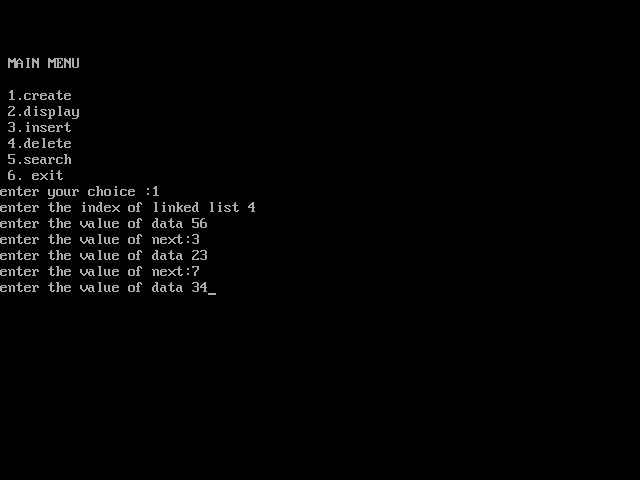 MAIN MENU
1.create
2.display
3.insert
4.delete
5.search
6. exit
enter your choice :1
enter the index of linked list 4
enter the value of data 56
enter the value of next:3
enter the value of data 23
enter the value of next:7
enter the value of data 34_